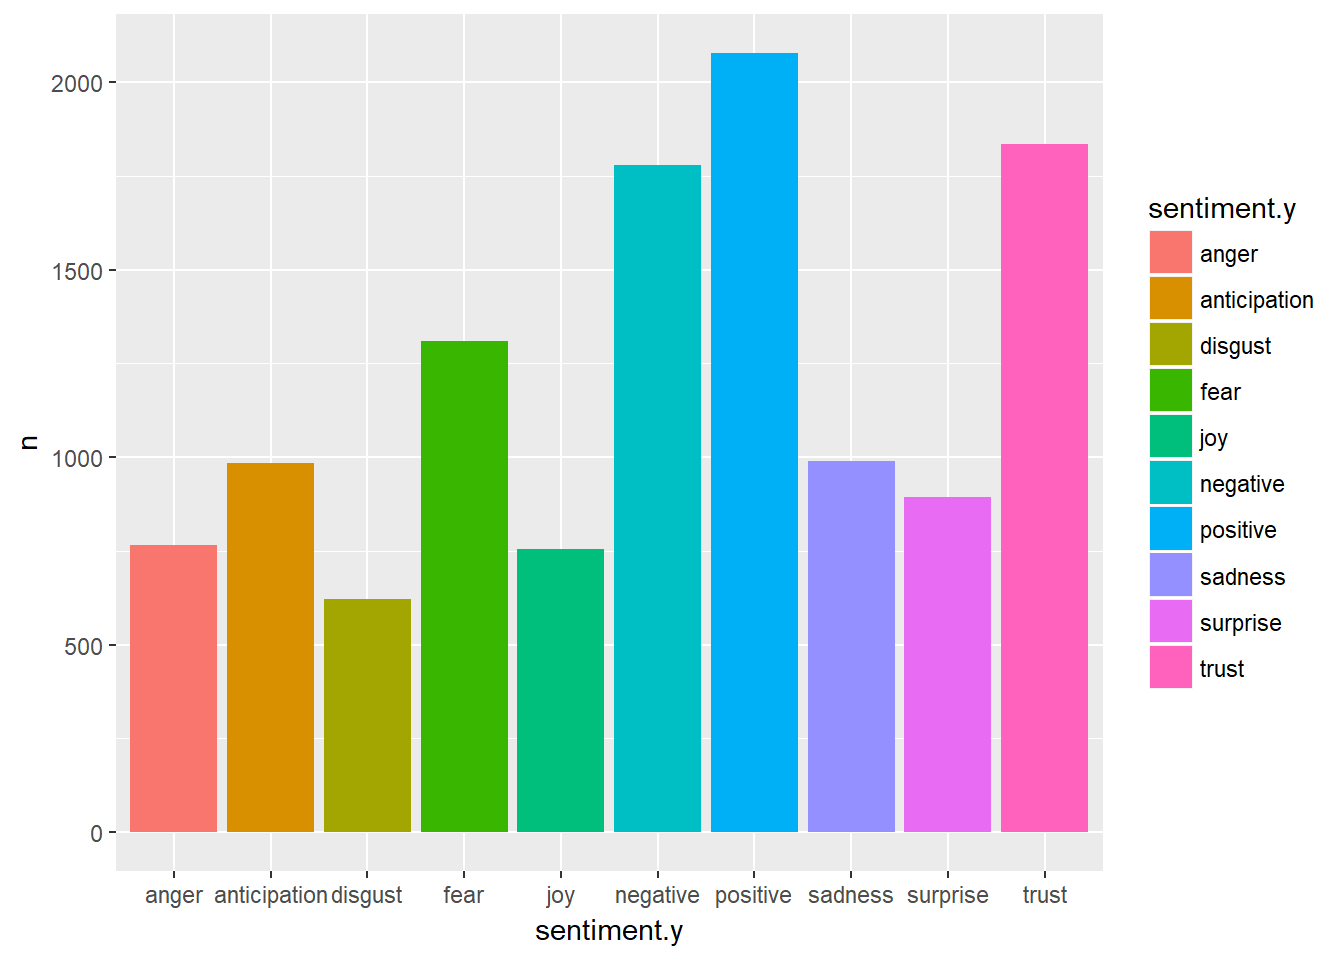 2000
1500
1000
500
0
n
anger anticipation disgust fear joy negative positive sadness surprise trust
sentiment.y
sentiment.y
anger
anticipation
disgust
fear
joy
negative
positive
sadness
surprise
trust